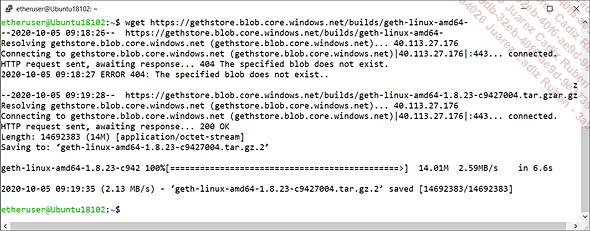 etheruser@Ubuntu18102: ~
etheruser@Ubuntu18102:~$ wget https://gethstore.blob.core.windows.net/builds/geth-linux-amd64-
--2020-10-05 09:18:26--  https://gethstore.blob.core.windows.net/builds/geth-linux-amd64-
Resolving gethstore.blob.core.windows.net (gethstore.blob.core.windows.net)... 40.113.27.176
Connecting to gethstore.blob.core.windows.net (gethstore.blob.core.windows.net)|40.113.27.176|:443... connected.
HTTP request sent, awaiting response... 404 The specified blob does not exist.
2020-10-05 09:18:27 ERROR 404: The specified blob does not exist..
z
--2020-10-05 09:19:28--  https://gethstore.blob.core.windows.net/builds/geth-linux-amd64-1.8.23-c9427004.tar.gzar.gz
Resolving gethstore.blob.core.windows.net (gethstore.blob.core.windows.net)... 40.113.27.176
Connecting to gethstore.blob.core.windows.net (gethstore.blob.core.windows.net)|40.113.27.176|:443... connected.
HTTP request sent, awaiting response... 200 OK
Length: 14692383 (14M) [application/octet-stream]
Saving to: ‘geth-linux-amd64-1.8.23-c9427004.tar.gz.2’
geth-linux-amd64-1.8.23-c942 100%[===========================================>]  14.01M  2.59MB/s    in 6.6s
2020-10-05 09:19:35 (2.13 MB/s) - ‘geth-linux-amd64-1.8.23-c9427004.tar.gz.2’ saved [14692383/14692383]
etheruser@Ubuntu18102:~$